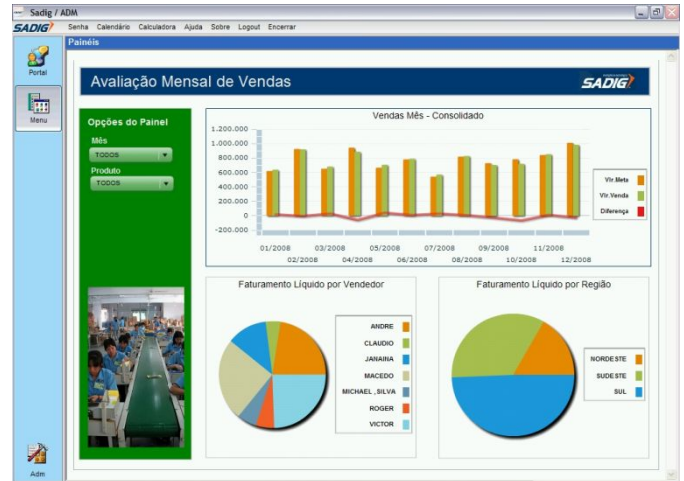 Sadig / ADM
SADIG
Senha Calendário Calculadora Ajuda Sobre Logout Encerrar
Painéis
Portal
Menu
Adm
Avaliação Mensal de Vendas
SADIG
Opções do Painel
Mês
TODOS
Produto
TODOS
Vendas Mês - Consolidado
1.200.000
1.000.000
800.000
600.000
400.000
200.000
0
-200.000
01/2008 03/2008 05/2008 07/2008 09/2008 11/2008
02/2008 04/2008 06/2008 08/2008 10/2008 12/2008
Vlr.Meta
Vlr.Venda
Diferença
Faturamento Líquido por Vendedor
ANDRE
CLAUDIO
JANAINA
MACEDO
MICHAEL ,SILVA
ROGER
VICTOR
Faturamento Líquido por Região
NORDESTE
SUDESTE
SUL